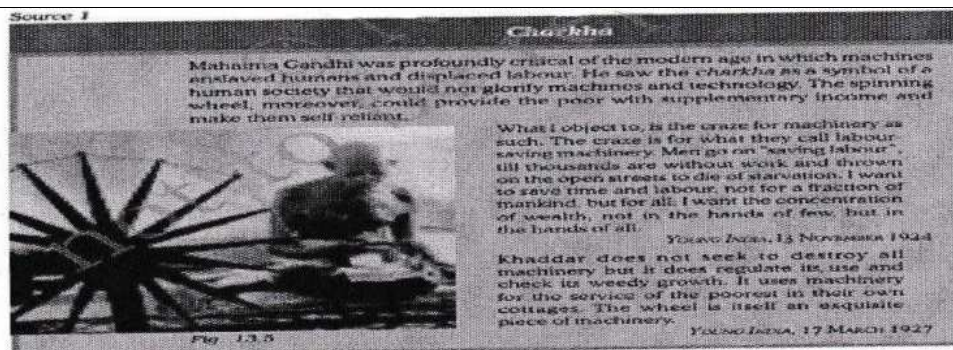 Source 1
Charkha
Mahatma Gandhi was profoundly critical of the modern age in which machines
enslaved humans and displaced labour. He saw the charkha as a symbol of a
human society that would not glorify machines and technology. The spinning
wheel, moreover, could provide the poor with supplementary income and
make them self reliant.
What I object to, is the craze for machinery as
such. The craze is for what they call labour
saving machinery. Men go on "saving labour",
till thousands are without work and thrown
on the open streets to die of starvation. I want
to save time and labour, not for a fraction of
mankind, but for all; I want the concentration
of wealth, not in the hands of few, but in
the hands of all.
YOUNG INDIA, 13 NOVEMBER 1924
Khaddar does not seek to destroy all
machinery but it does regulate its use and
check its weedy growth. It uses machinery
for the service of the poorest in their own
cottages. The wheel is itself an exquisite
piece of machinery.
YOUNG INDIA, 17 MARCH 1927
Fig. 13.5